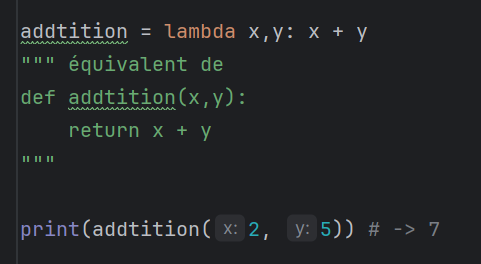 addtition = lambda x,y: x + y
""" équivalent de
def addtition(x,y):
    return x + y
"""
print(addtition(x: 2, y: 5)) # -> 7